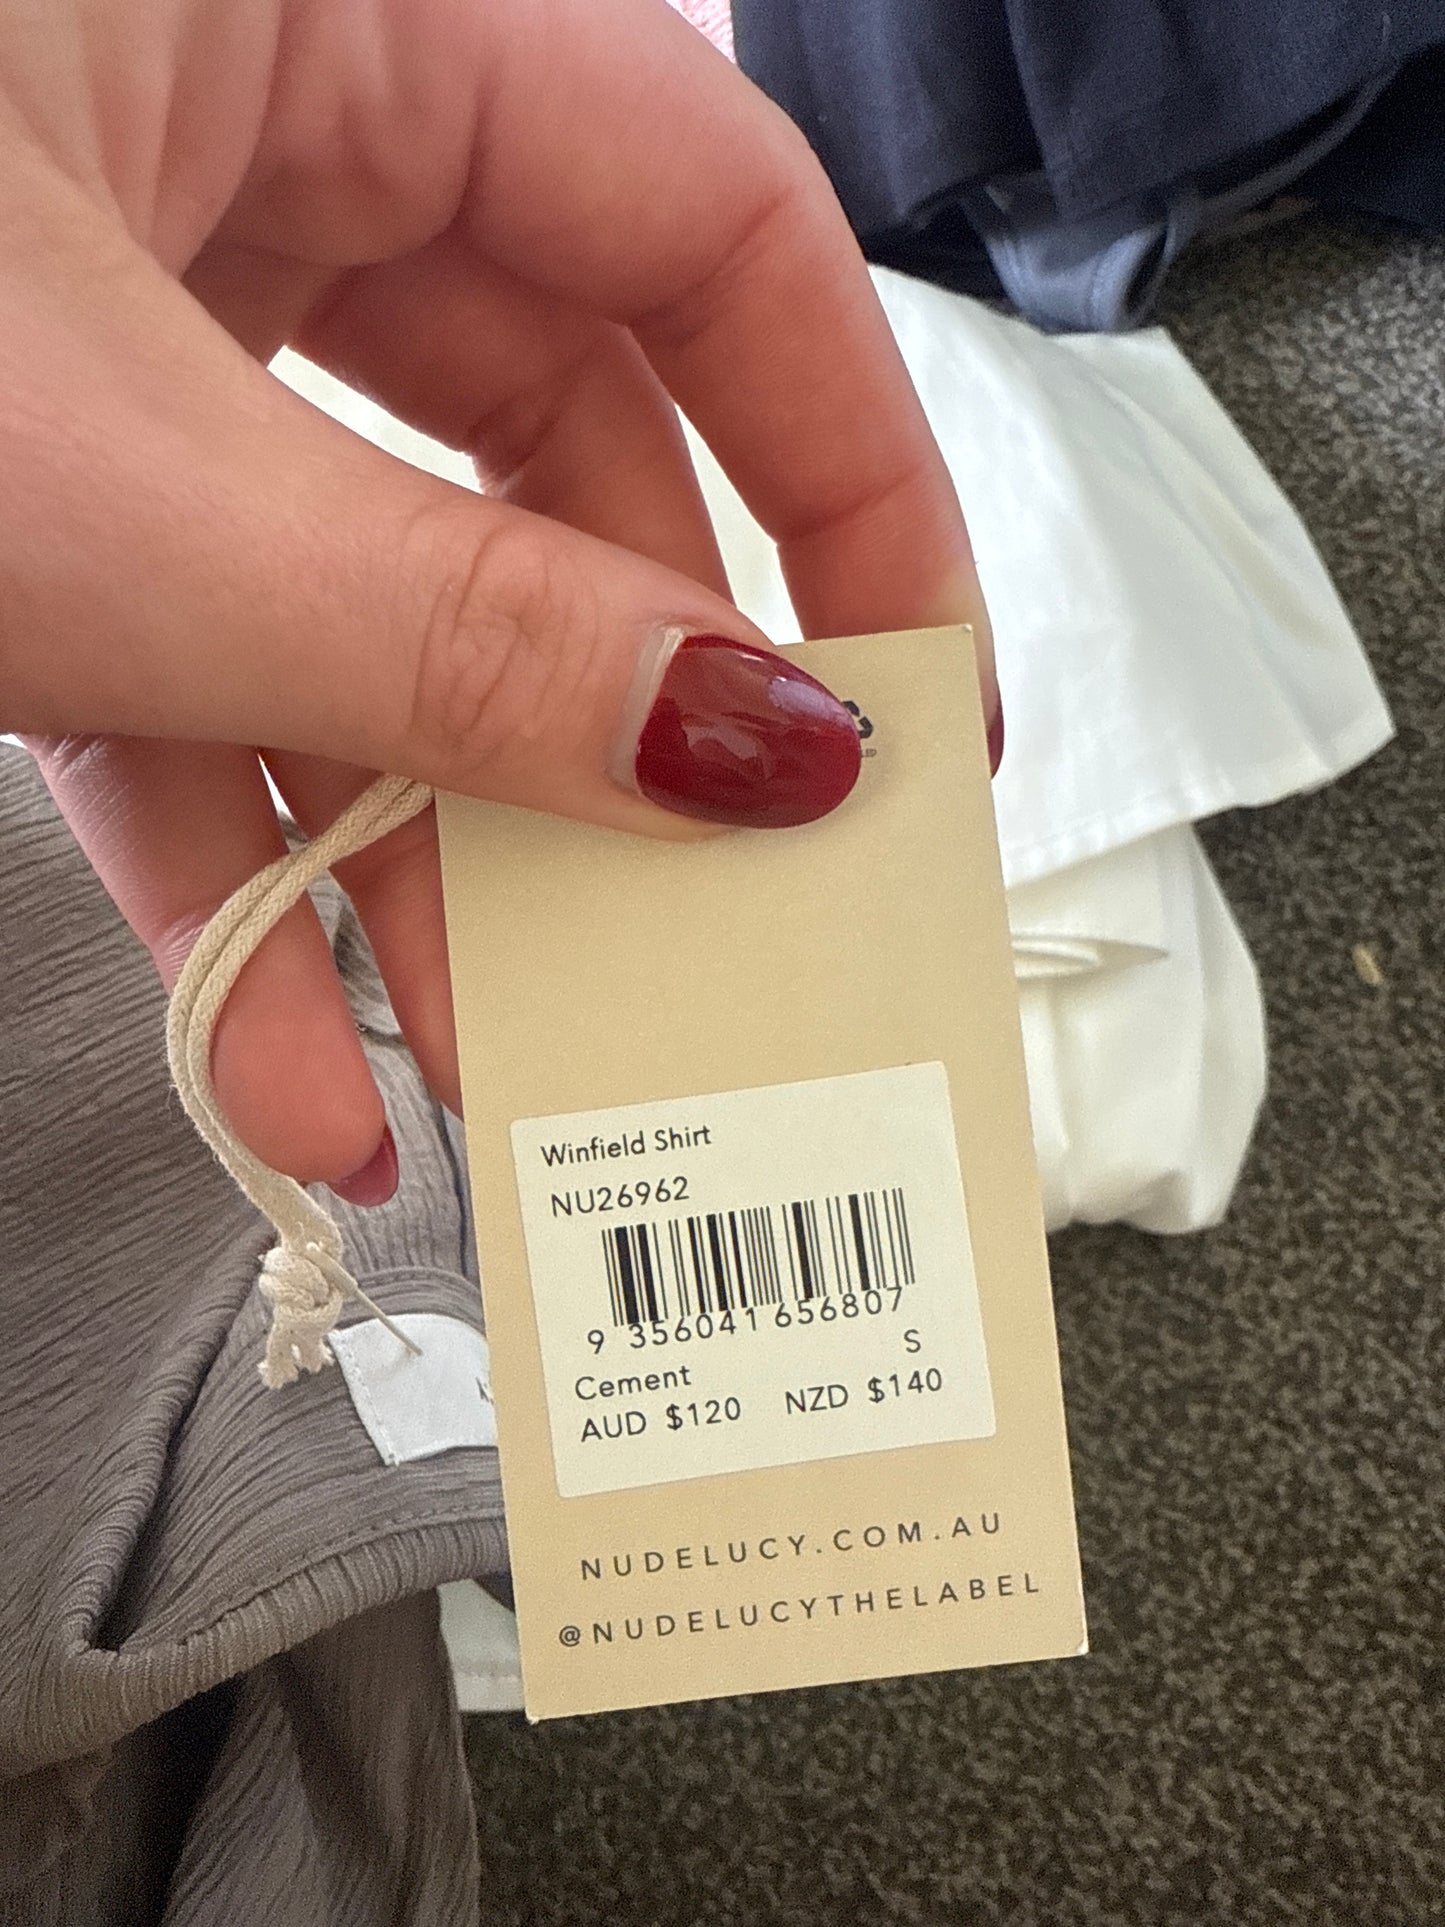 Winfield Shirt
NU26962
9 356041 656807
S
Cement
AUD $120 NZD $140
NUDELUCY.COM.AU
@NUDELUCYTHELABEL